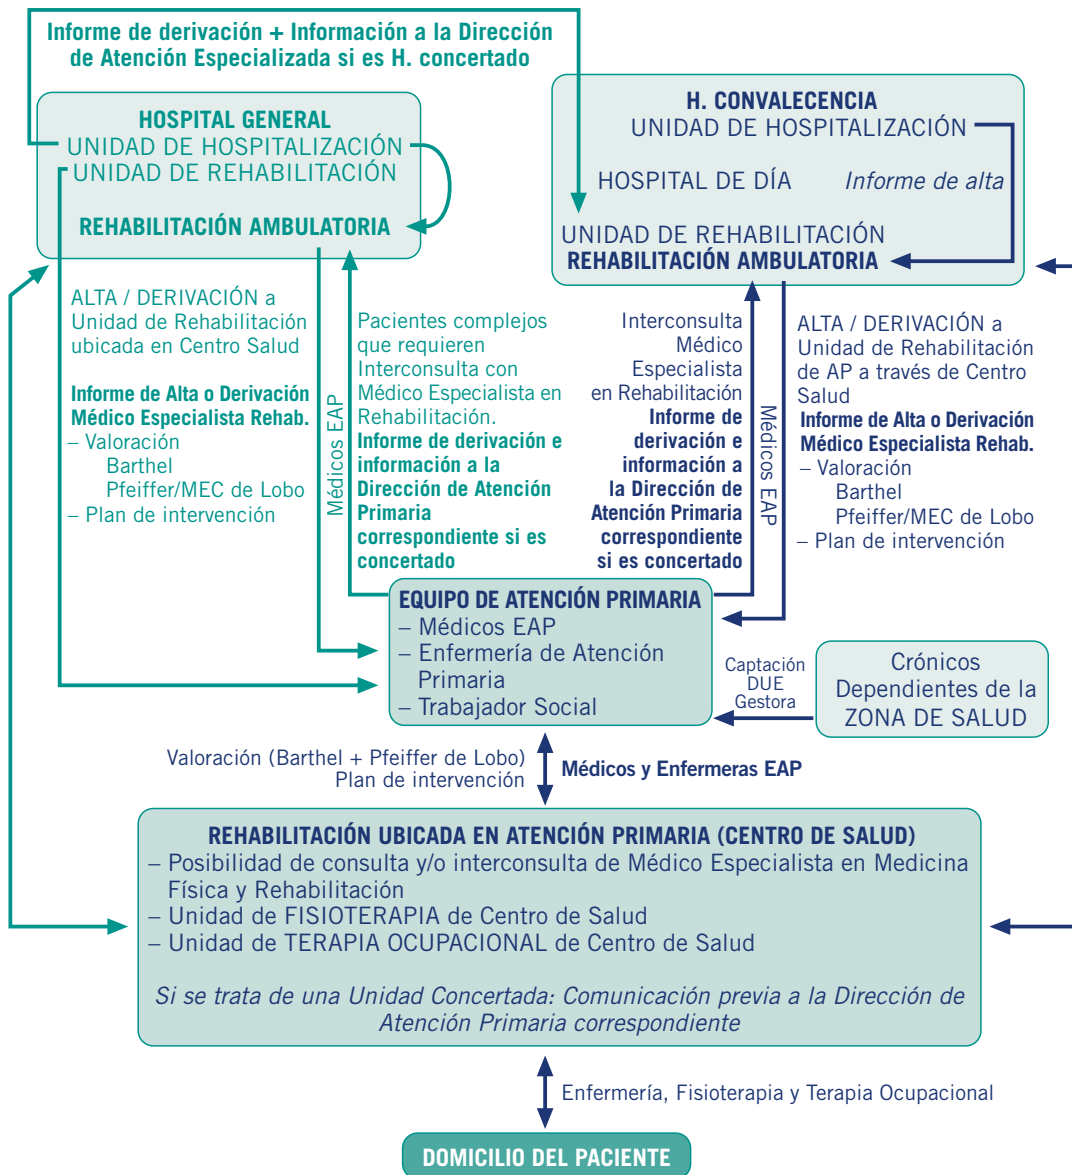 Informe de derivación + Información a la Dirección
de Atención Especializada si es H. concertado
HOSPITAL GENERAL
UNIDAD DE HOSPITALIZACIÓN
UNIDAD DE REHABILITACIÓN
REHABILITACIÓN AMBULATORIA
H. CONVALECENCIA
UNIDAD DE HOSPITALIZACIÓN
HOSPITAL DE DÍA
Informe de alta
UNIDAD DE REHABILITACIÓN
REHABILITACIÓN AMBULATORIA
ALTA / DERIVACIÓN a
Unidad de Rehabilitación
ubicada en Centro Salud
Informe de Alta o Derivación
Médico Especialista Rehab.
– Valoración
Barthel
Pfeiffer/MEC de Lobo
– Plan de intervención
Médicos EAP
Pacientes complejos
que requieren
Interconsulta con
Médico Especialista en
Rehabilitación.
Informe de derivación e
información a la
Dirección de Atención
Primaria
correspondiente si es
concertado
Interconsulta
Médico
Especialista
en Rehabilitación
Informe de
derivación e
información a
la Dirección de
Atención Primaria
correspondiente
si es concertado
Médicos EAP
ALTA / DERIVACIÓN a
Unidad de Rehabilitación
de AP a través de Centro
Salud
Informe de Alta o Derivación
Médico Especialista Rehab.
– Valoración
Barthel
Pfeiffer/MEC de Lobo
– Plan de intervención
EQUIPO DE ATENCIÓN PRIMARIA
– Médicos EAP
– Enfermería de Atención
Primaria
– Trabajador Social
Captación
DUE
Gestora
Crónicos
Dependientes de la
ZONA DE SALUD
Valoración (Barthel + Pfeiffer de Lobo)
Plan de intervención
Médicos y Enfermeras EAP
REHABILITACIÓN UBICADA EN ATENCIÓN PRIMARIA (CENTRO DE SALUD)
– Posibilidad de consulta y/o interconsulta de Médico Especialista en Medicina
Física y Rehabilitación
– Unidad de FISIOTERAPIA de Centro de Salud
– Unidad de TERAPIA OCUPACIONAL de Centro de Salud
Si se trata de una Unidad Concertada: Comunicación previa a la Dirección de
Atención Primaria correspondiente
Enfermería, Fisioterapia y Terapia Ocupacional
DOMICILIO DEL PACIENTE